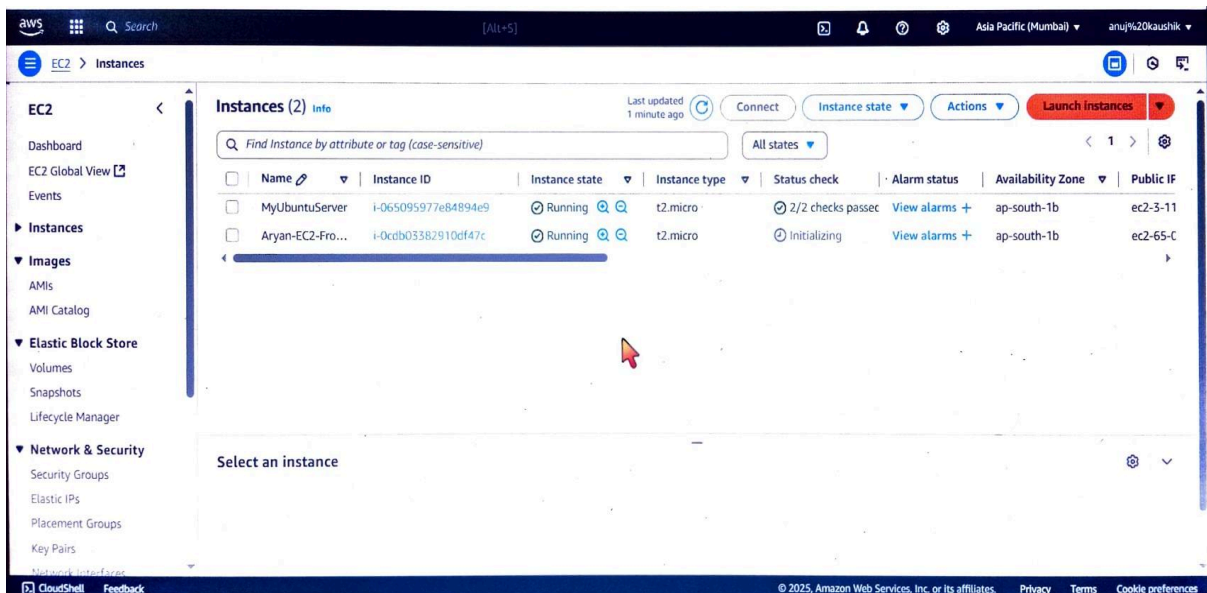 aws Search [Alt+S] Asia Pacific (Mumbai) anuj%20kaushik
EC2 > Instances
EC2
Dashboard
EC2 Global View
Events
Instances
Images
AMIs
AMI Catalog
Elastic Block Store
Volumes
Snapshots
Lifecycle Manager
Network & Security
Security Groups
Elastic IPs
Placement Groups
Key Pairs
Network Interfaces
Instances (2) Info Last updated 1 minute ago Connect Instance state Actions Launch instances
Find Instance by attribute or tag (case-sensitive) All states 1
Name Instance ID Instance state Instance type Status check Alarm status Availability Zone Public IP
MyUbuntuServer i-065095977e84894e9 Running t2.micro 2/2 checks passec View alarms + ap-south-1b ec2-3-11
Aryan-EC2-Fro... i-0cdb03382910df47c Running t2.micro Initializing View alarms + ap-south-1b ec2-65-0
Select an instance
CloudShell Feedback © 2025, Amazon Web Services, Inc. or its affiliates. Privacy Terms Cookie preferences